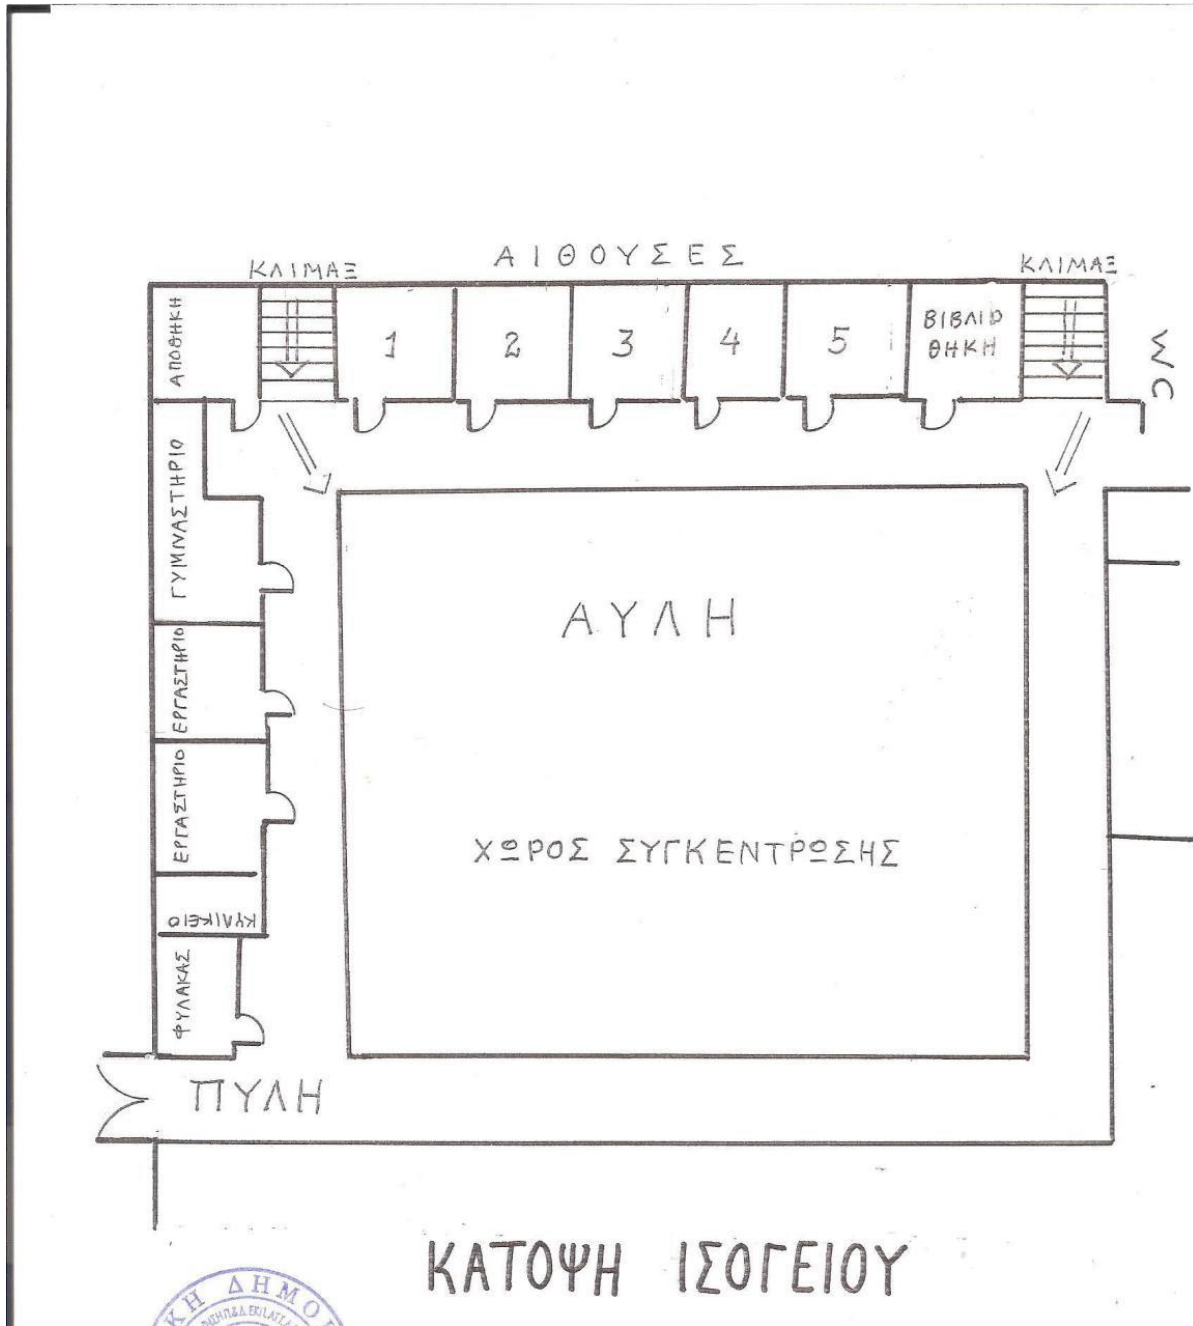 ΑΙΘΟΥΣΕΣ
ΚΛΙΜΑΞ
ΚΛΙΜΑΞ
ΑΠΟΘΗΚΗ
1
2
3
4
5
ΒΙΒΛΙΟ
ΘΗΚΗ
WC
ΓΥΜΝΑΣΤΗΡΙΟ
ΑΥΛΗ
ΕΡΓΑΣΤΗΡΙΟ
ΕΡΓΑΣΤΗΡΙΟ
ΧΩΡΟΣ ΣΥΓΚΕΝΤΡΩΣΗΣ
ΚΥΛΙΚΕΙΟ
ΦΥΛΑΚΑΣ
ΠΥΛΗ
ΚΑΤΟΨΗ ΙΣΟΓΕΙΟΥ